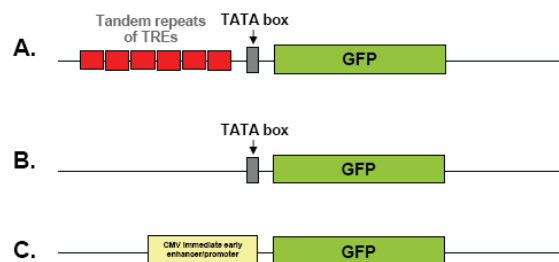 Tandem repeats
of TREs
TATA box
A.
GFP
TATA box
B.
GFP
CMV immediate early
enhancer/promoter
C.
GFP